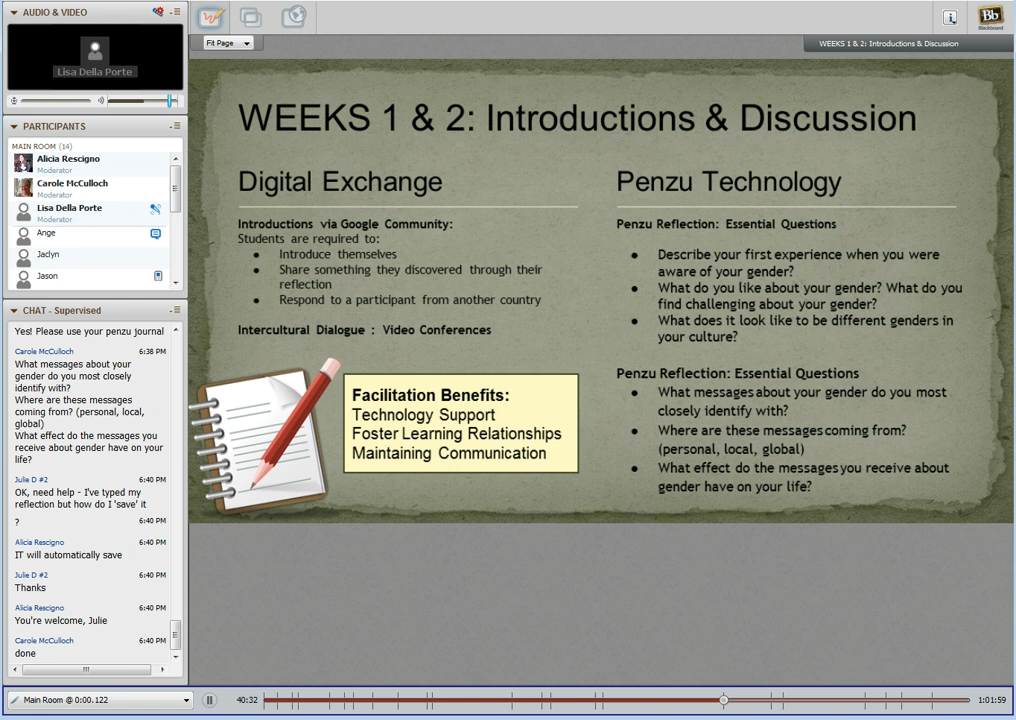 AUDIO & VIDEO
Lisa Della Porte
PARTICIPANTS
MAIN ROOM (14)
Alicia Rescigno
Moderator
Carole McCulloch
Moderator
Lisa Della Porte
Moderator
Ange
Jaclyn
Jason
CHAT - Supervised
Yes! Please use your penzu journal
Carole McCulloch 6:38 PM
What messages about your
gender do you most closely
identify with?
Where are these messages
coming from? (personal, local,
global)
What effect do the messages you
receive about gender have on your
life?
Julie D #2 6:40 PM
OK, need help - I've typed my
reflection but how do I 'save' it
? 6:40 PM
Alicia Rescigno 6:40 PM
IT will automatically save
Julie D #2 6:40 PM
Thanks
Alicia Rescigno 6:40 PM
You're welcome, Julie
Carole McCulloch 6:40 PM
done
Main Room @ 0:00.122
Fit Page
i
Bb
Blackboard
WEEKS 1 & 2: Introductions & Discussion
WEEKS 1 & 2: Introductions & Discussion
Digital Exchange
Introductions via Google Community:
Students are required to:
• Introduce themselves
• Share something they discovered through their
reflection
• Respond to a participant from another country
Intercultural Dialogue : Video Conferences
Facilitation Benefits:
Technology Support
Foster Learning Relationships
Maintaining Communication
Penzu Technology
Penzu Reflection: Essential Questions
• Describe your first experience when you were
aware of your gender?
• What do you like about your gender? What do you
find challenging about your gender?
• What does it look like to be different genders in
your culture?
Penzu Reflection: Essential Questions
• What messages about your gender do you most
closely identify with?
• Where are these messages coming from?
(personal, local, global)
• What effect do the messages you receive about
gender have on your life?
40:32
1:01:59